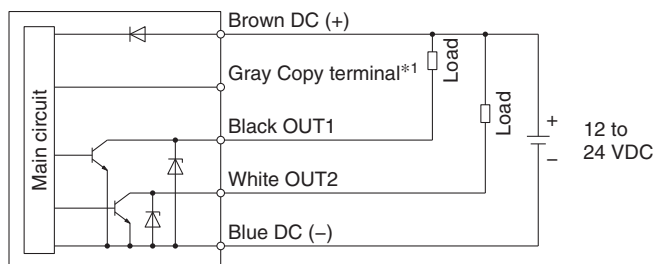 Brown DC (+)
Gray Copy terminal*1
Black OUT1
White OUT2
Blue DC (−)
Main circuit
Load
Load
+
−
12 to
24 VDC